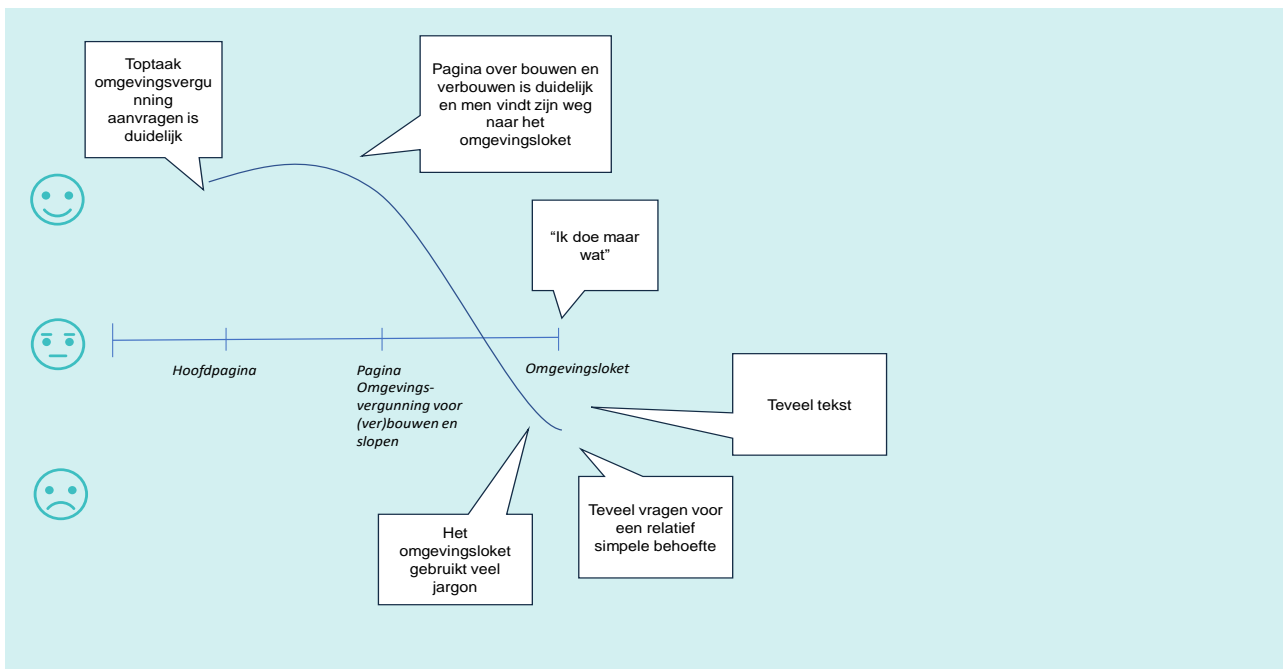 Toptaak
omgevingsvergu
nning
aanvragen is
duidelijk
Pagina over bouwen en
verbouwen is duidelijk
en men vindt zijn weg
naar het
omgevingsloket
“Ik doe maar
wat”
Hoofdpagina
Pagina
Omgevings-
vergunning voor
(ver)bouwen en
slopen
Omgevingsloket
Teveel tekst
Teveel vragen voor
een relatief
simpele behoefte
Het
omgevingsloket
gebruikt veel
jargon